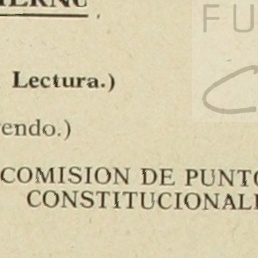 Lectura.)
endo.)
COMISION DE PUNTO
CONSTITUCIONAL